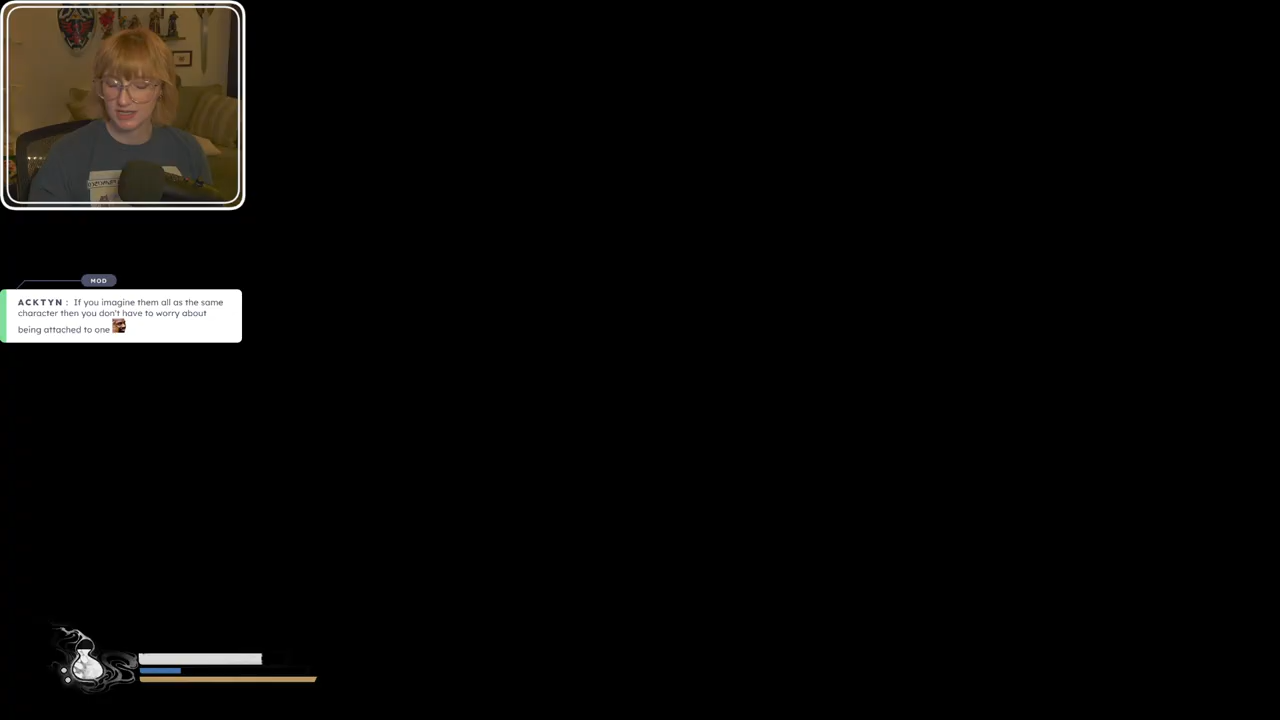 MOD
ACKTYN : If you imagine them all as the same
character then you don't have to worry about
being attached to one